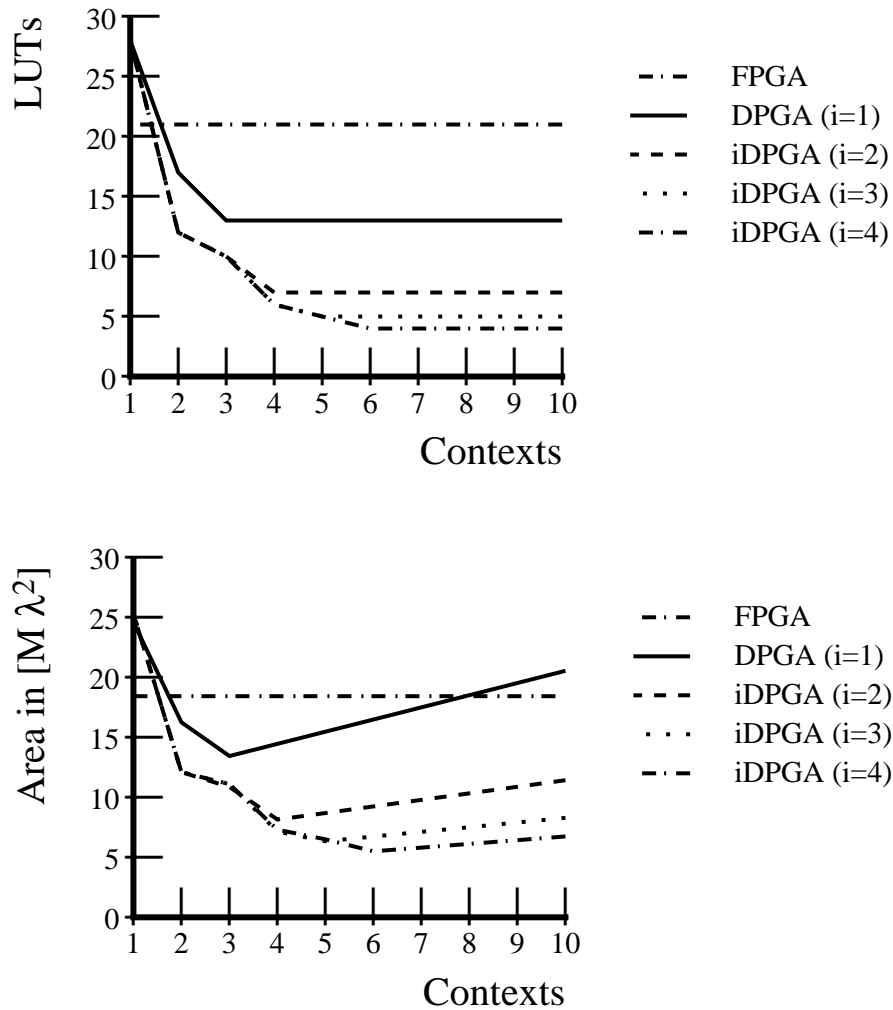 LUTs
30
25
20
15
10
5
0
1 2 3 4 5 6 7 8 9 10
Contexts
FPGA
DPGA (i=1)
iDPGA (i=2)
iDPGA (i=3)
iDPGA (i=4)
Area in [M λ²]
30
25
20
15
10
5
0
1 2 3 4 5 6 7 8 9 10
Contexts
FPGA
DPGA (i=1)
iDPGA (i=2)
iDPGA (i=3)
iDPGA (i=4)